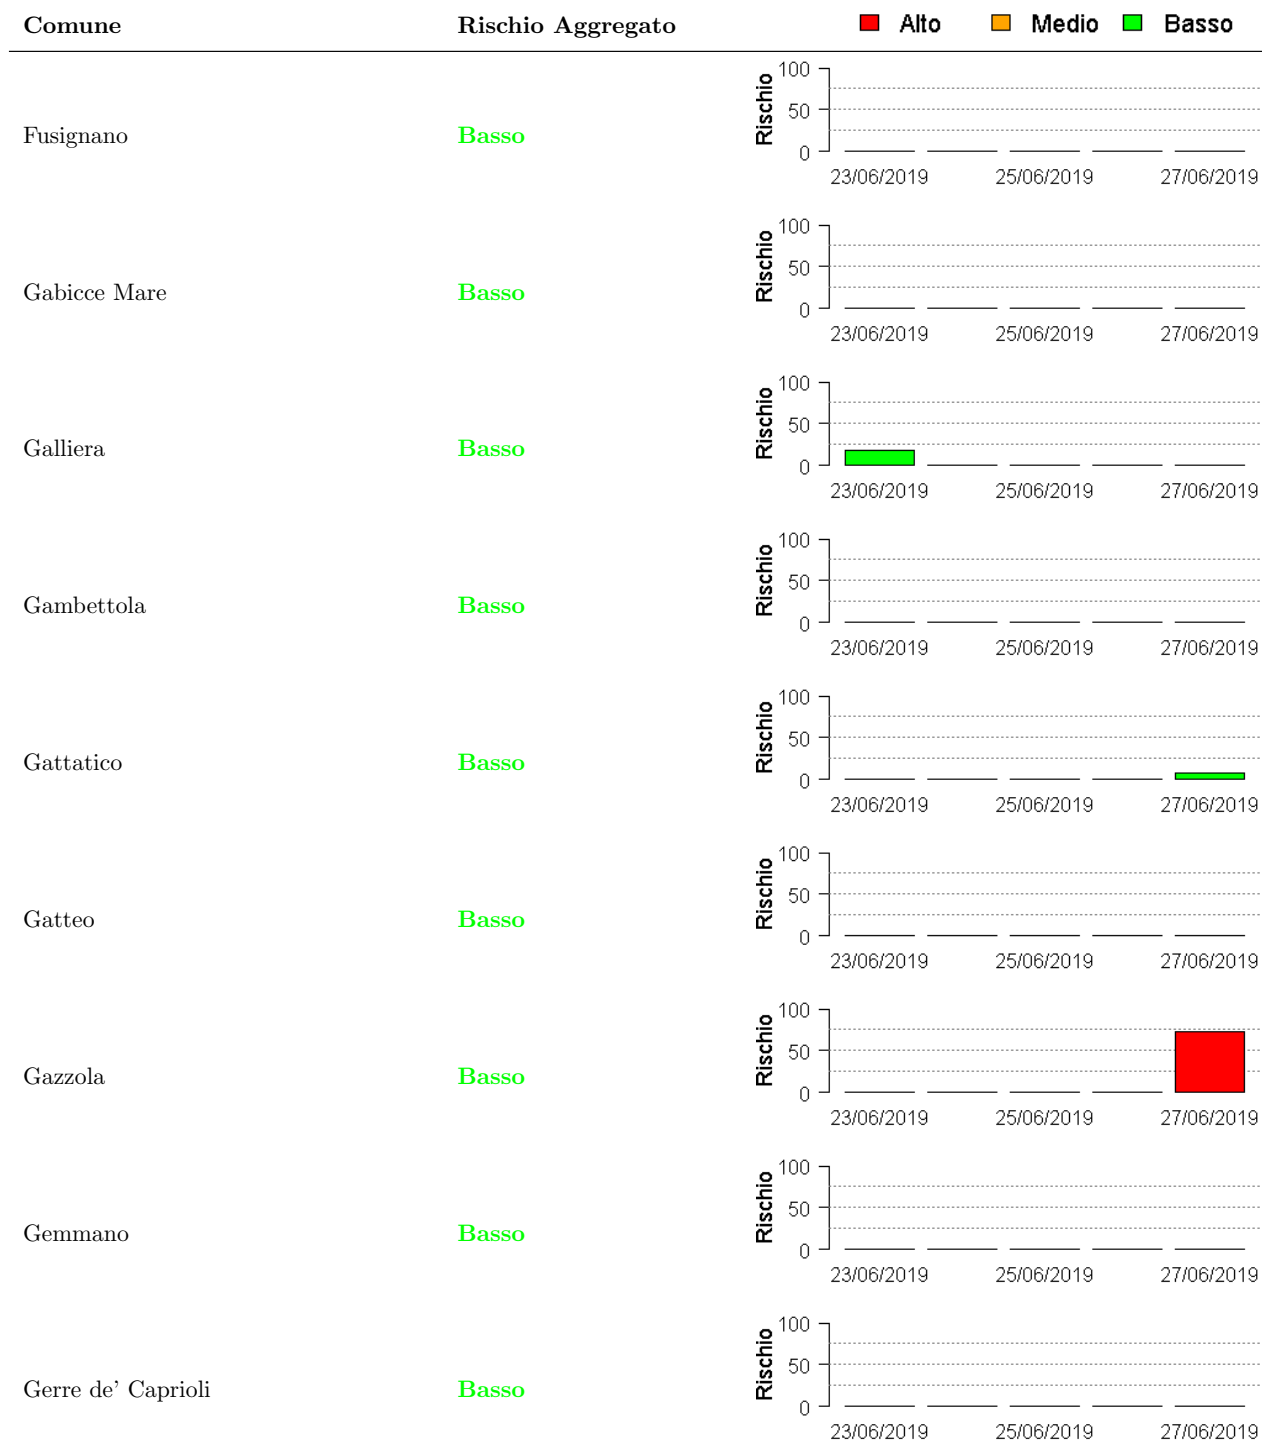 Comune Rischio Aggregato Alto Medio Basso
Fusignano Basso Rischio 100 50 0
23/06/2019 25/06/2019 27/06/2019
Gabicce Mare Basso Rischio 100 50 0
23/06/2019 25/06/2019 27/06/2019
Galliera Basso Rischio 100 50 0
23/06/2019 25/06/2019 27/06/2019
Gambettola Basso Rischio 100 50 0
23/06/2019 25/06/2019 27/06/2019
Gattatico Basso Rischio 100 50 0
23/06/2019 25/06/2019 27/06/2019
Gatteo Basso Rischio 100 50 0
23/06/2019 25/06/2019 27/06/2019
Gazzola Basso Rischio 100 50 0
23/06/2019 25/06/2019 27/06/2019
Gemmano Basso Rischio 100 50 0
23/06/2019 25/06/2019 27/06/2019
Gerre de' Caprioli Basso Rischio 100 50 0
23/06/2019 25/06/2019 27/06/2019